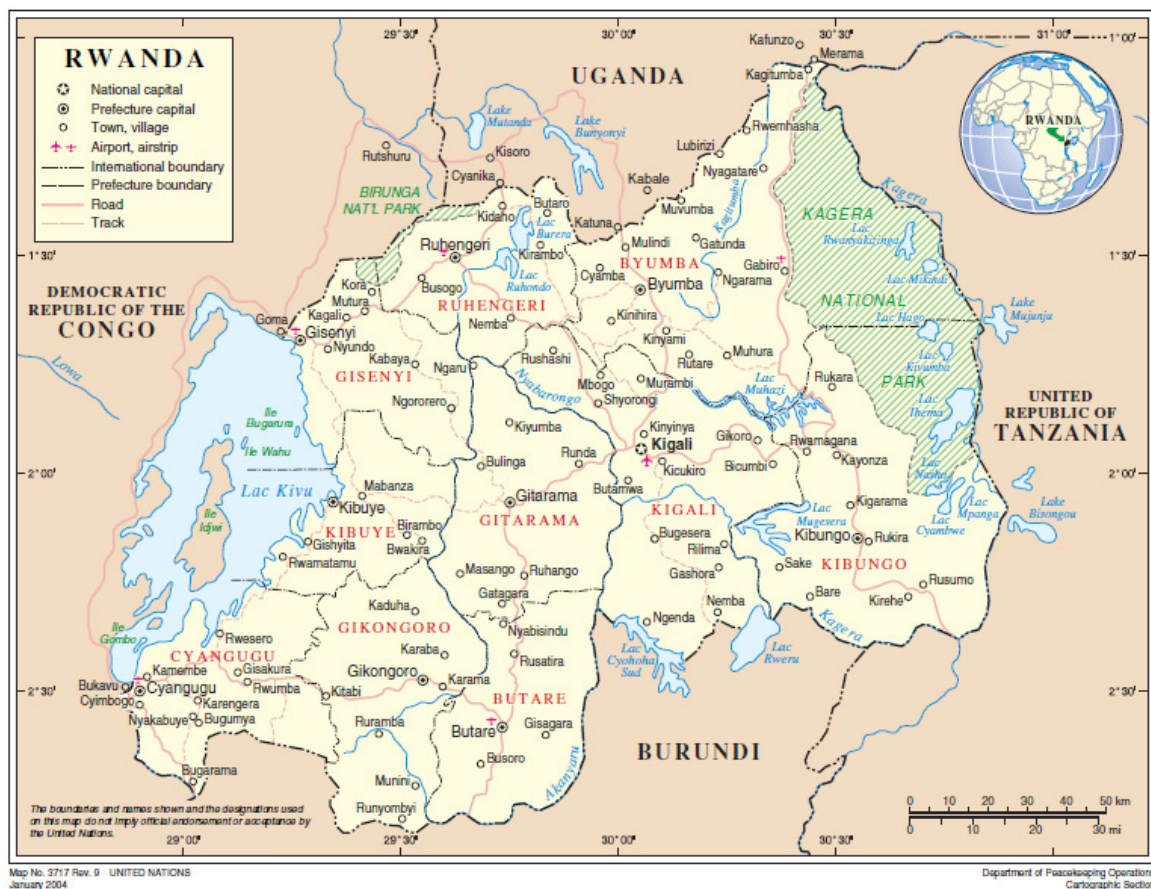 29°30'
30°00'
30°30'
31°00'
1°00'
RWANDA
National capital
Prefecture capital
Town, village
Airport, airstrip
International boundary
Prefecture boundary
Road
Track
UGANDA
Kafunzo
Merama
Kagitumba
RWANDA
Lake
Mutanda
Lake
Bunyonyi
Rwemhasha
Rutshuru
Kisoro
Lubirizi
Nyagatare
Cyanika
Kabale
Kagitumba
Kagera
BIRUNGA
NAT'L PARK
Kidaho
Butaro
Muvumba
KAGERA
Lac
Burera
Katuna
Lac
Rwanyakizinga
Ruhengeri
Kirambo
Mulindi
Gatunda
BYUMBA
1°30'
1°30'
Lac
Ruhondo
Cyamba
Gabiro
Lac Mikindi
Kora
Busogo
Byumba
Ngarama
DEMOCRATIC
REPUBLIC OF THE
CONGO
Mutura
RUHENGERI
NATIONAL
Lake
Mujunju
Kagali
Nemba
Kinihira
Lac Hago
Goma
Gisenyi
Kinyami
Nyundo
Rushashi
Rutare
Muhura
Lac
Kivumba
Lowa
Kabaya
Ngaru
Nyabarongo
GISENYI
Mbogo
Murambi
Lac
Muhazi
Rukara
PARK
UNITED
REPUBLIC OF
TANZANIA
Ngororero
Shyorongi
Lac
Ihema
Ile
Bugarura
Kiyumba
Kinyinya
Kigali
Gikoro
Rwamagana
Ile Wahu
Bulinga
Runda
Kicukiro
Bicumbi
Kayonza
2°00'
2°00'
Lac
Nasho
Lac Kivu
Mabanza
Butamwa
Lac
Mpanga
Lake
Bisongou
Kibuye
Gitarama
KIGALI
Kigarama
Lac
Cyambwe
Ile
Idjwi
GITARAMA
Lac
Mugesera
KIBUYE
Birambo
Bugesera
Kibungo
Rukira
Gishyita
Bwakira
Rilima
Rwamatamu
Masango
Ruhango
Gashora
Sake
KIBUNGO
Rusumo
Gatagara
Bare
Kirehe
Kaduha
Nemba
Ile
Gombo
Rwesero
GIKONGORO
Nyabisindu
Ngenda
Kagera
CYANGUGU
Karaba
Rusatira
Lac
Cyohoha
Sud
Lac
Rweru
Kamembe
Gisakura
Gikongoro
Bukavu
Cyangugu
Rwumba
Karama
2°30'
2°30'
Cyimbogo
Karengera
Kitabi
BUTARE
Nyakabuye
Bugumya
Ruramba
Butare
Gisagara
BURUNDI
Busoro
Akanyaru
Bugarama
Munini
Runyombyi
0 10 20 30 40 50 km
0 10 20 30 mi
The boundaries and names shown and the designations used
on this map do not imply official endorsement or acceptance by
the United Nations.
29°00'
29°30'
30°00'
30°30'
Map No. 3717 Rev. 9 UNITED NATIONS
January 2004
Department of Peacekeeping Operation
Cartographic Sectio